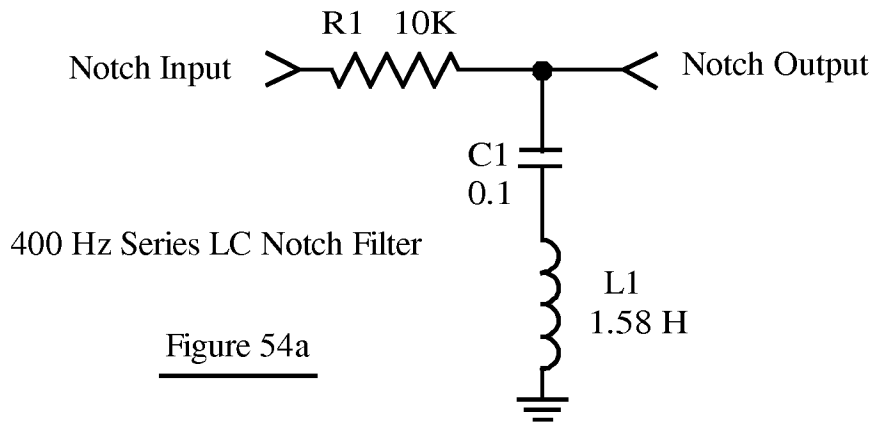 R1 10K
Notch Input
Notch Output
C1
0.1
400 Hz Series LC Notch Filter
L1
1.58 H
Figure 54a